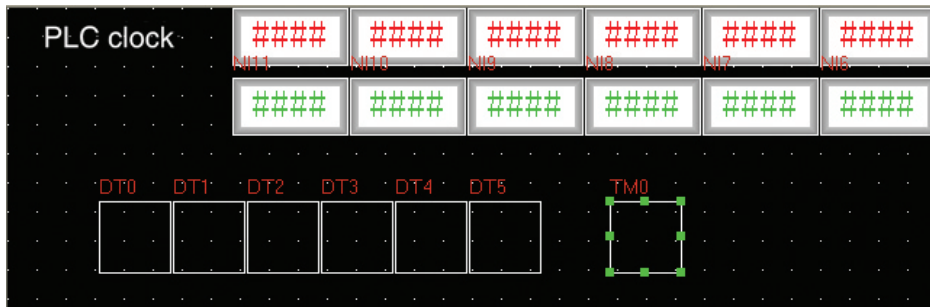 PLC clock #### #### #### #### #### ####
NI11 NI10 NI9 NI8 NI7 NI6
#### #### #### #### #### ####
DT0 DT1 DT2 DT3 DT4 DT5 TM0